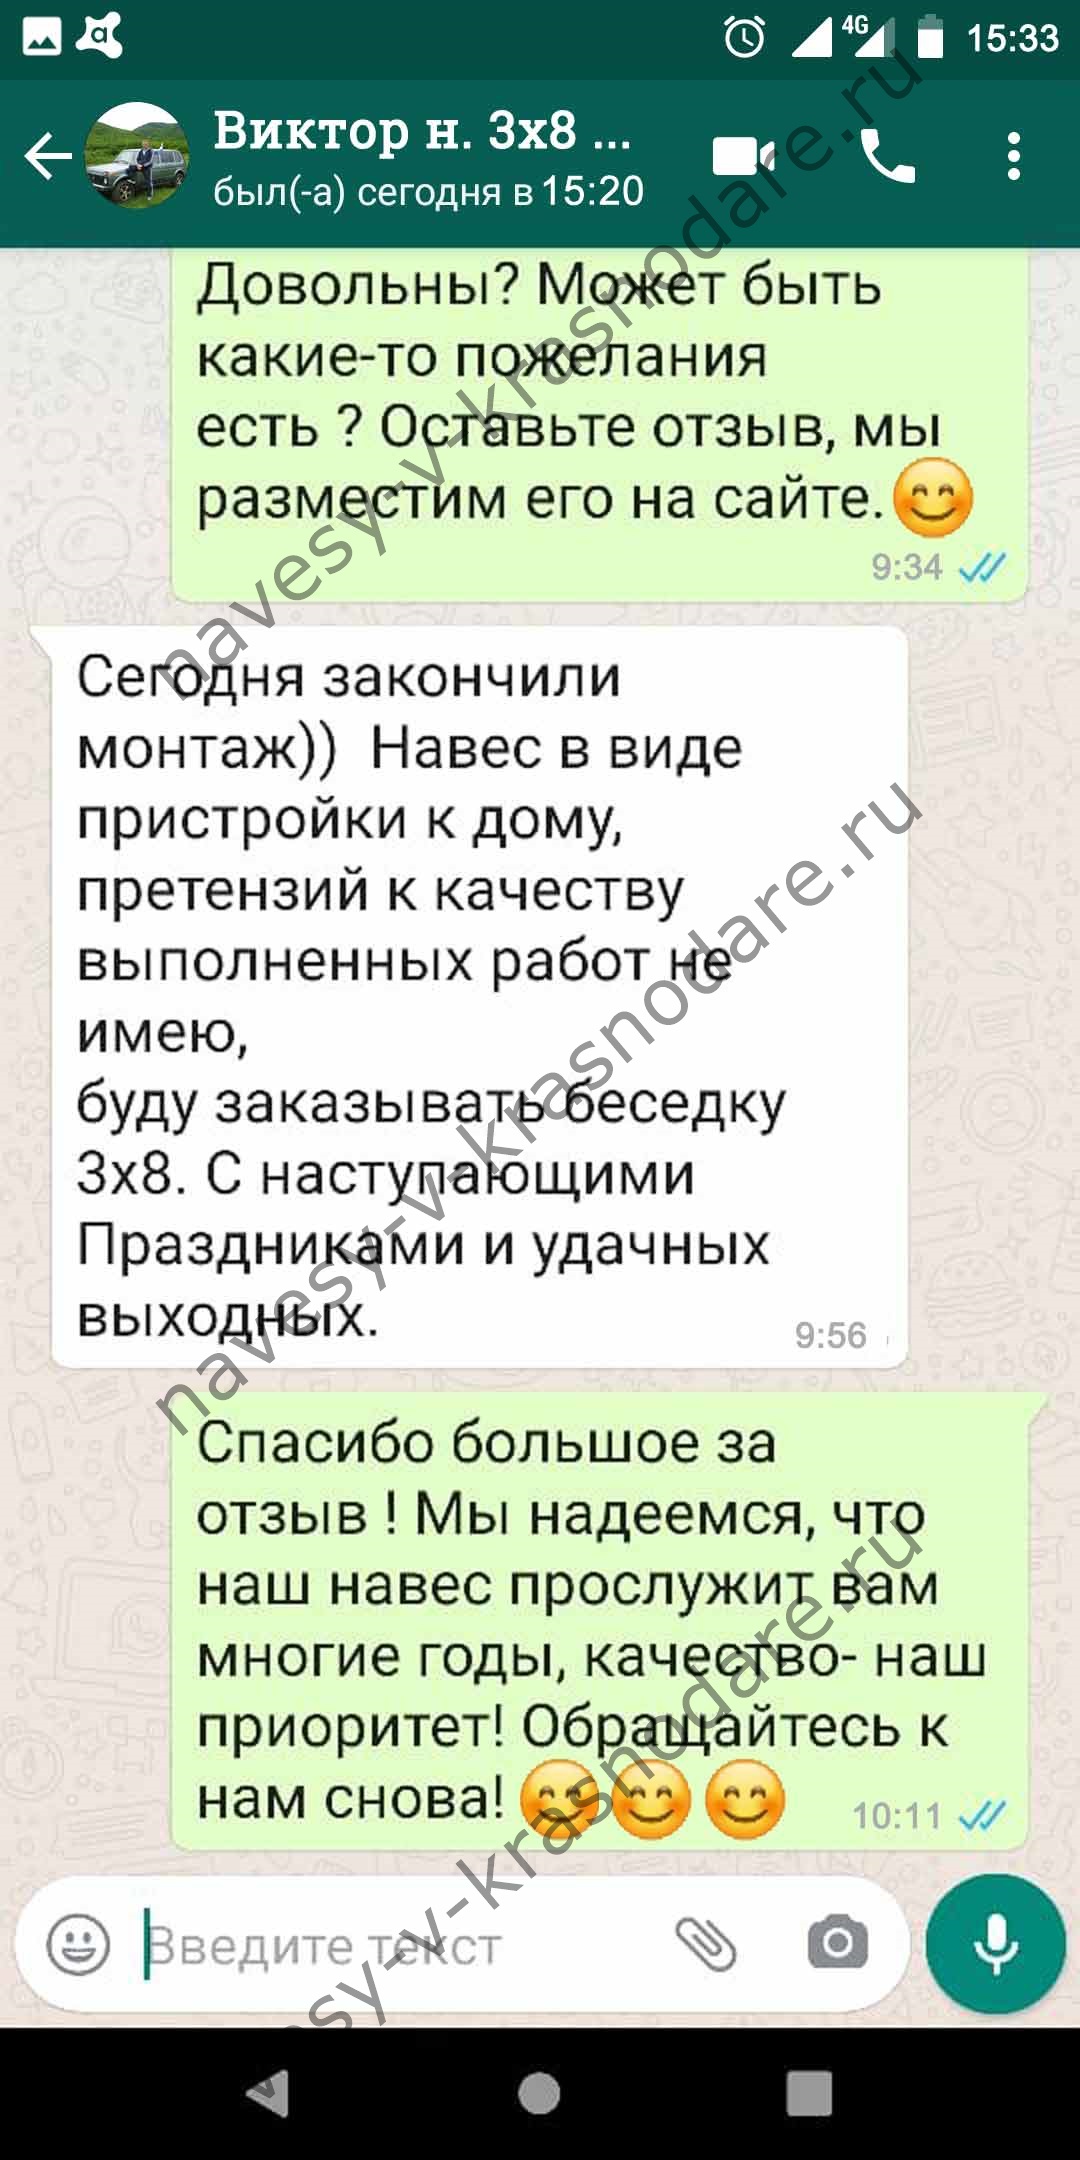 4G 15:33
Виктор н. 3х8 ...
был(-а) сегодня в 15:20
Довольны? Может быть
какие-то пожелания
есть ? Оставьте отзыв, мы
разместим его на сайте.😊
9:34
Сегодня закончили
монтаж)) Навес в виде
пристройки к дому,
претензий к качеству
выполненных работ не
имею,
буду заказывать беседку
3х8. С наступающими
Праздниками и удачных
выходных.
9:56
Спасибо большое за
отзыв ! Мы надеемся, что
наш навес прослужит вам
многие годы, качество- наш
приоритет! Обращайтесь к
нам снова! 😊😊😊
10:11
Введите текст
navesy-v-krasnodare.ru
navesy-v-krasnodare.ru
vesy-v-krasnodare.ru